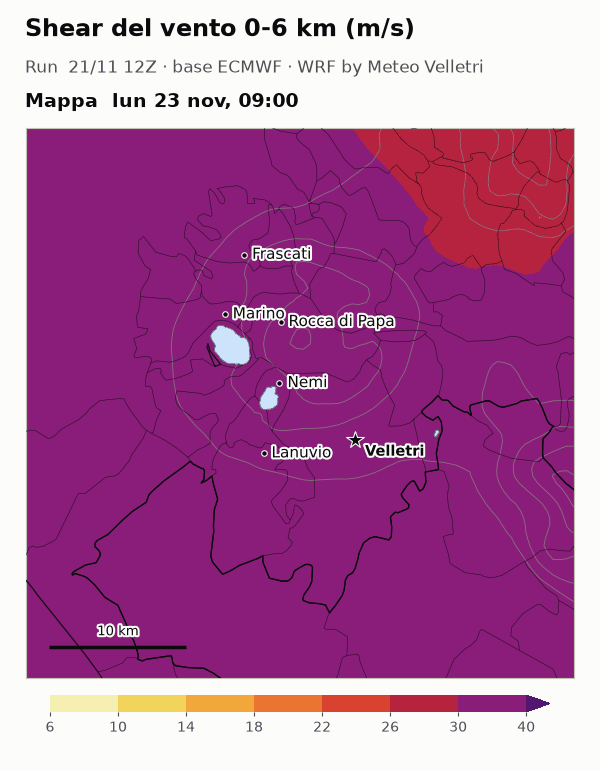 Shear del vento 0-6 km (m/s)
Run  21/11 12Z · base ECMWF · WRF by Meteo Velletri
Mappa  lun 23 nov, 09:00
Frascati
Marino
Rocca di Papa
Nemi
Velletri
Lanuvio
10 km
6 10 14 18 22 26 30 40